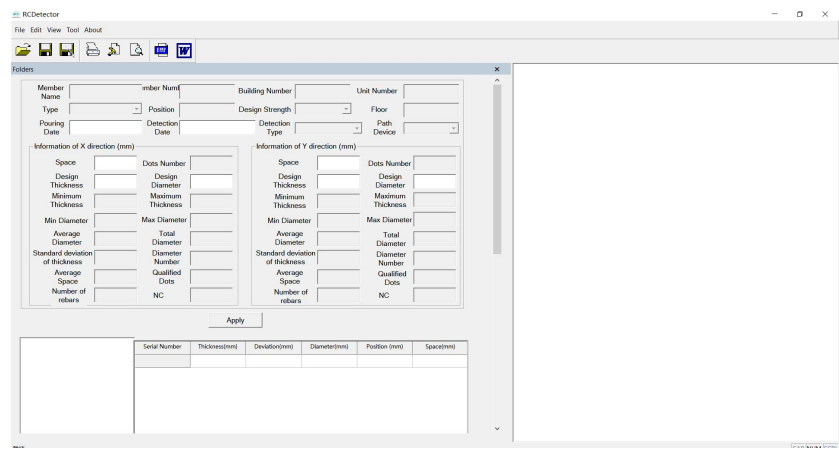 RCDetector
File Edit View Tool About
Folders
Member Name
mber Numl
Building Number
Unit Number
Type
Position
Design Strength
Floor
Pouring Date
Detection Date
Detection Type
Path Device
Information of X direction (mm)
Information of Y direction (mm)
Space
Dots Number
Space
Dots Number
Design Thickness
Design Diameter
Design Thickness
Design Diameter
Minimum Thickness
Maximum Thickness
Minimum Thickness
Maximum Thickness
Min Diameter
Max Diameter
Min Diameter
Max Diameter
Average Diameter
Total Diameter
Average Diameter
Total Diameter
Standard deviation of thickness
Diameter Number
Standard deviation of thickness
Diameter Number
Average Space
Qualified Dots
Average Space
Qualified Dots
Number of rebars
NC
Number of rebars
NC
Apply
Serial Number Thickness(mm) Deviation(mm) Diameter(mm) Position (mm) Space(mm)